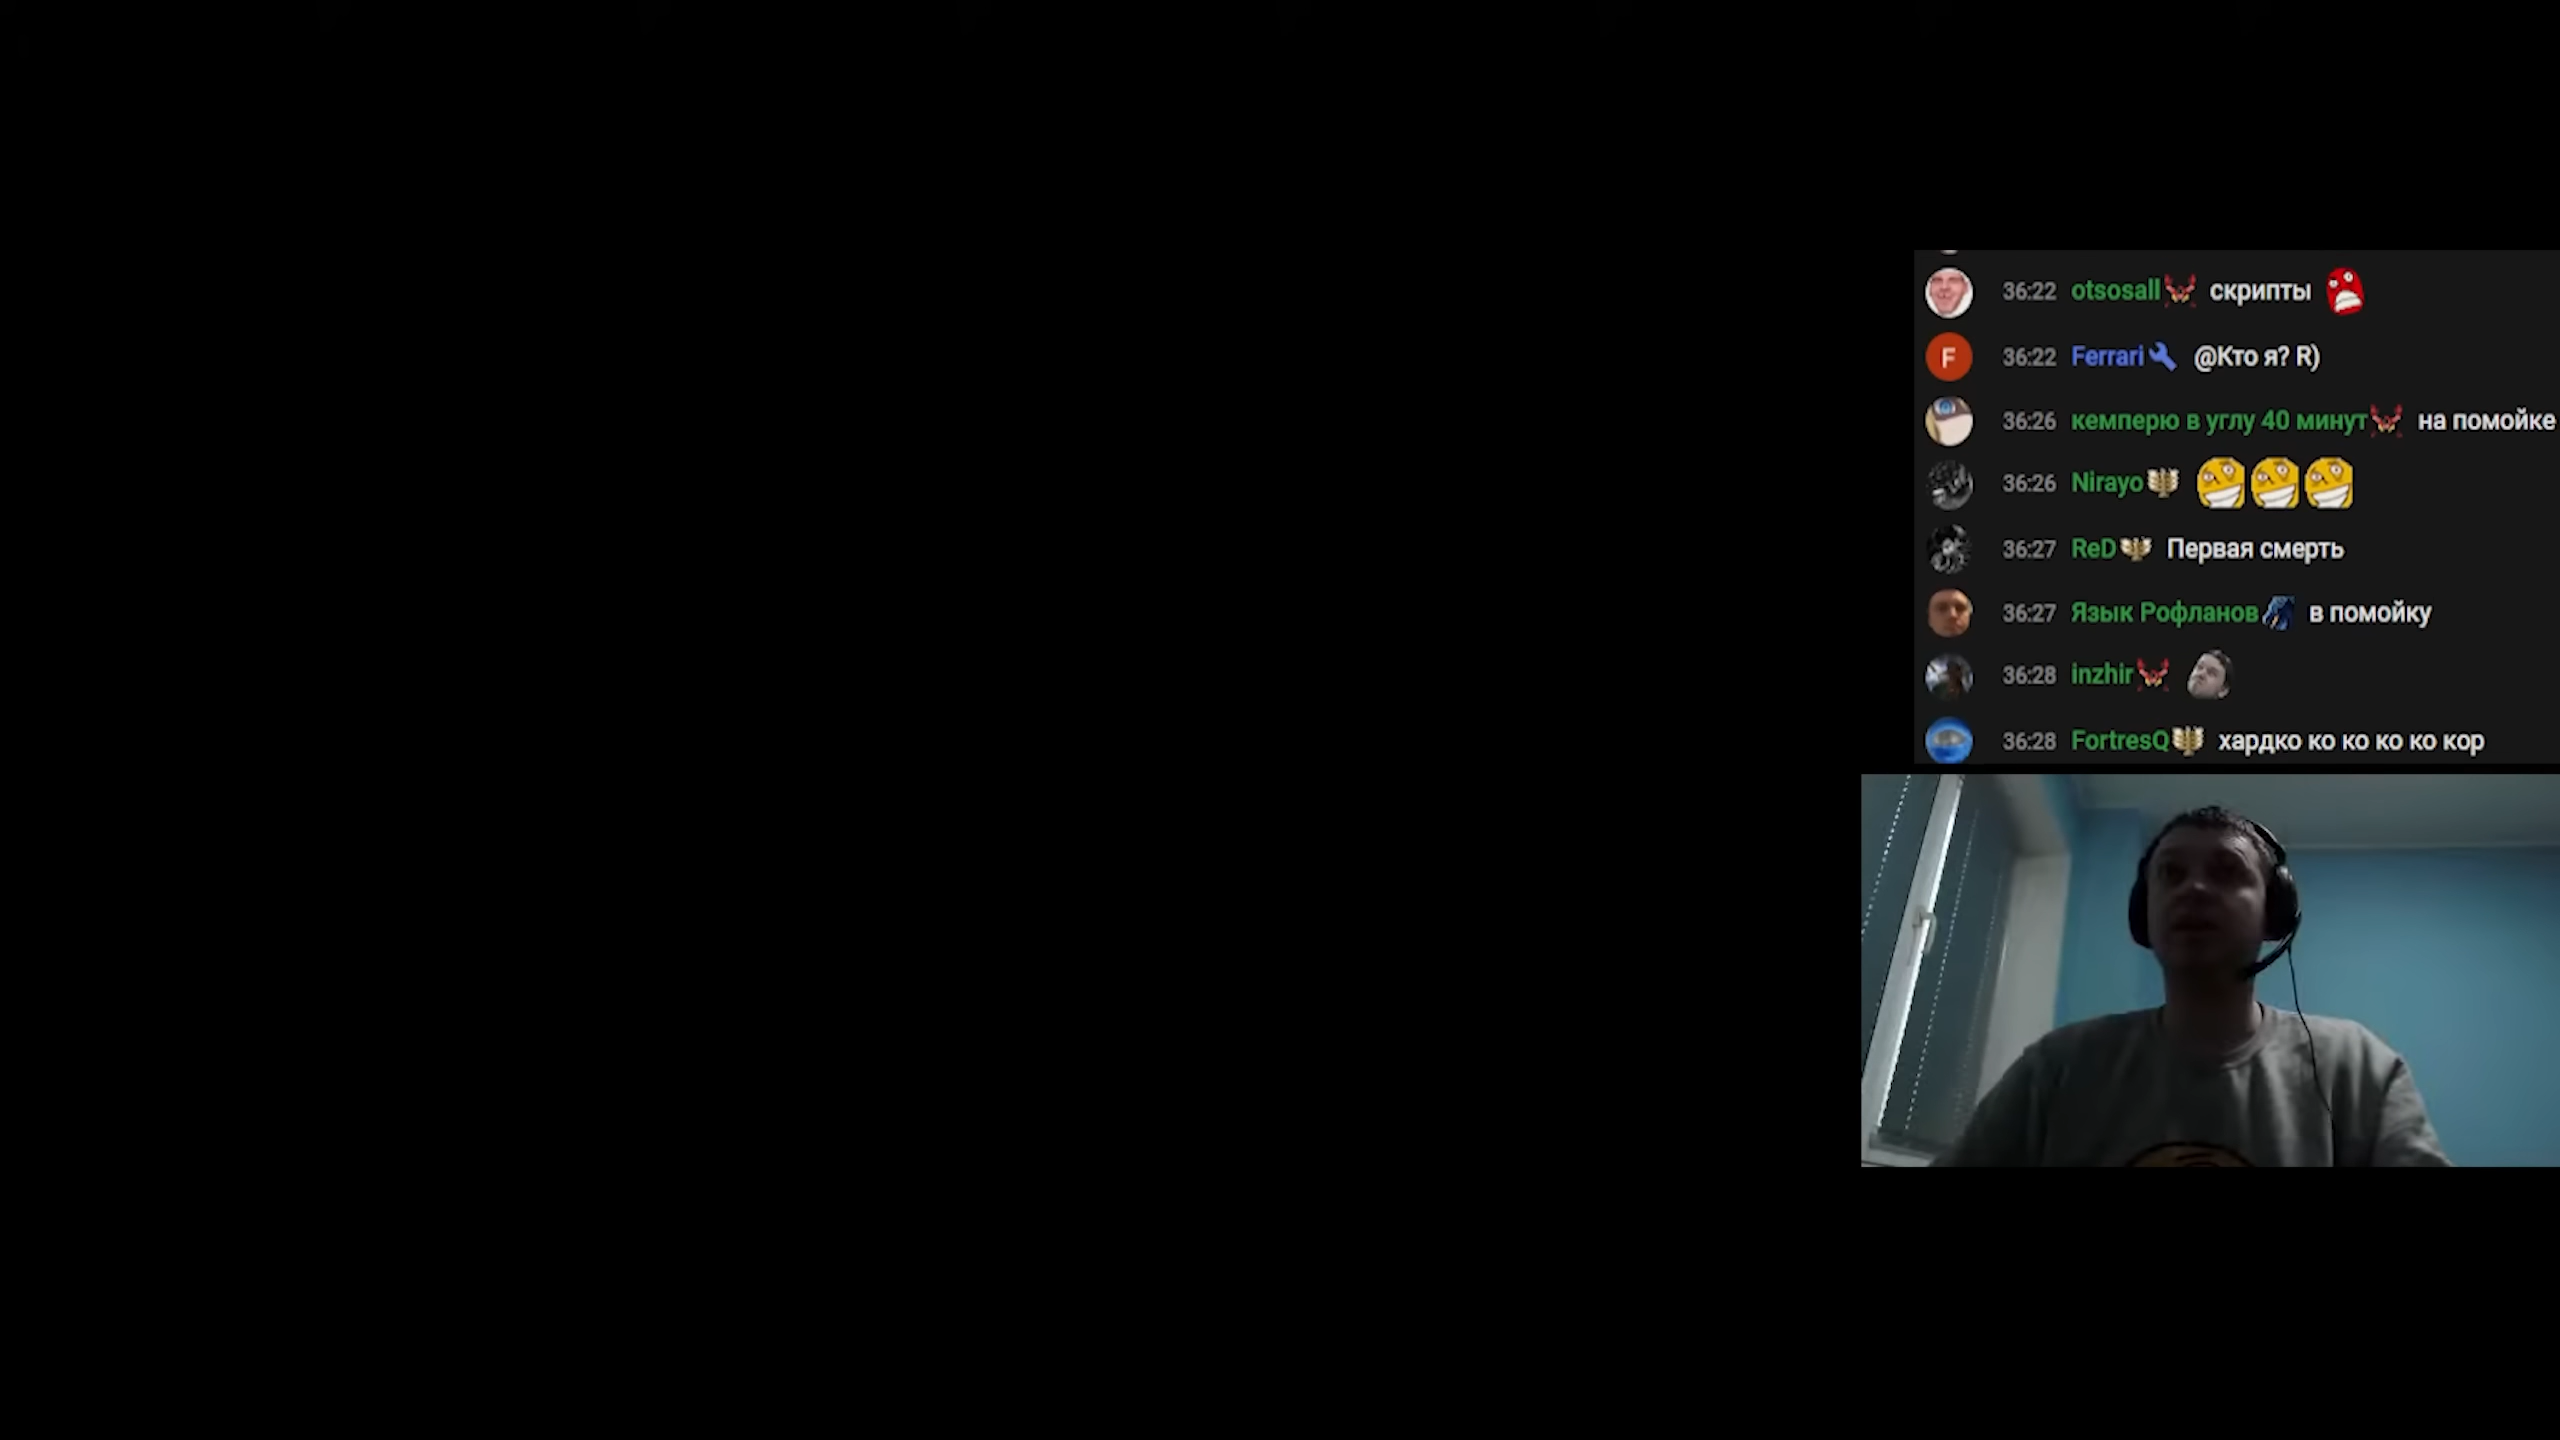 36:22 otsosall скрипты
F 36:22 Ferrari @Кто я? R)
36:26 кемперю в углу 40 минут на помойке
36:26 Nirayo
36:27 ReD Первая смерть
36:27 Язык Рофланов в помойку
36:28 inzhir
36:28 FortresQ хардко ко ко ко ко кор